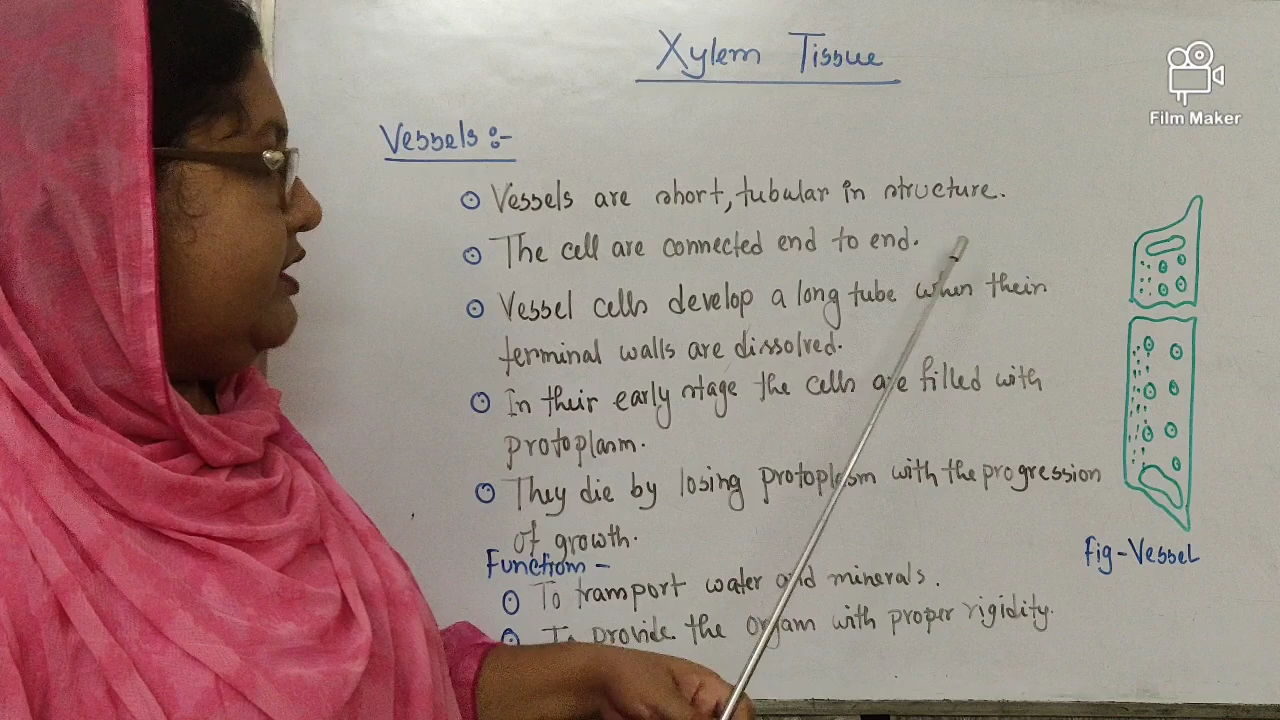 Xylem Tissue
Film Maker
Vessels :-
Vessels are short, tubular in structure.
The cell are connected end to end.
Vessel cells develop a long tube when their
terminal walls are dissolved.
In their early stage the cells are filled with
protoplasm.
They die by losing protoplasm with the progression
of growth.
Function -
To transport water and minerals.
To provide the organ with proper rigidity.
Fig-Vessel